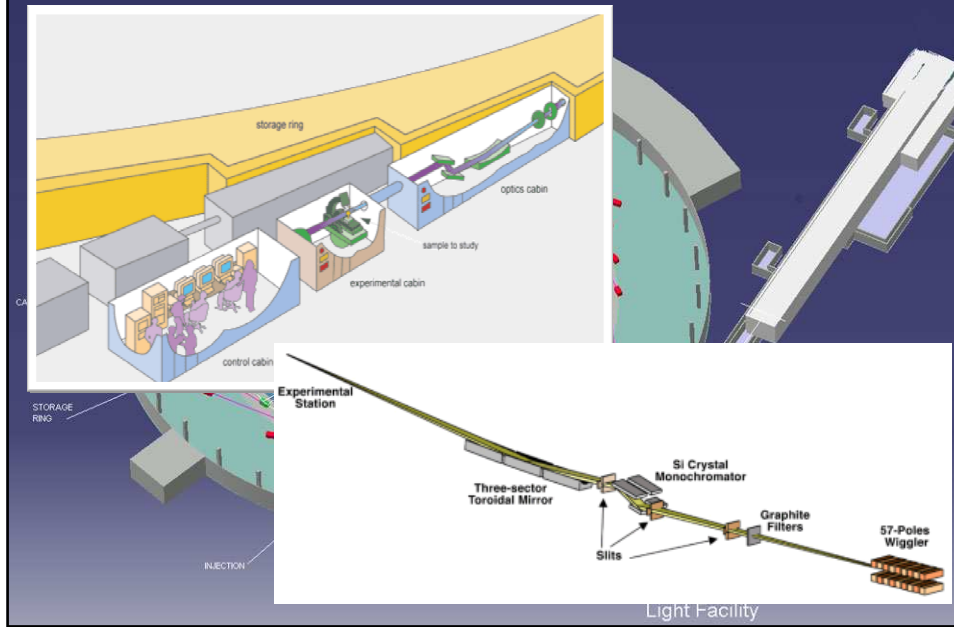 storage ring
optics cabin
sample to study
experimental cabin
control cabin
STORAGE
RING
INJECTION
Experimental
Station
Three-sector
Toroidal Mirror
Si Crystal
Monochromator
Slits
Graphite
Filters
57-Poles
Wiggler
Light Facility